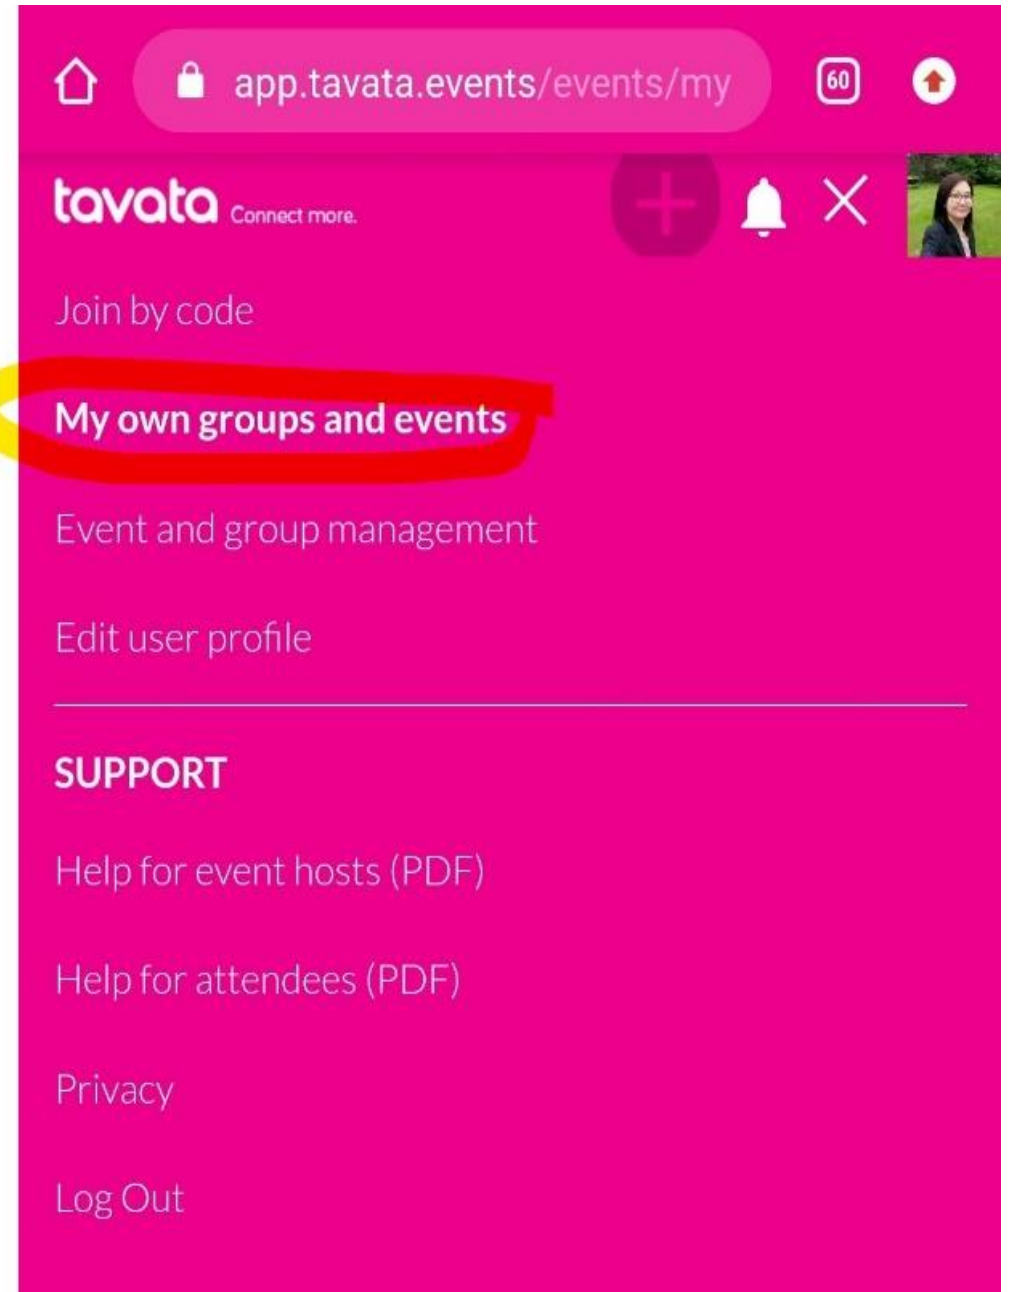 app.tavata.events/events/my
60
tavata Connect more.
Join by code
My own groups and events
Event and group management
Edit user profile
SUPPORT
Help for event hosts (PDF)
Help for attendees (PDF)
Privacy
Log Out